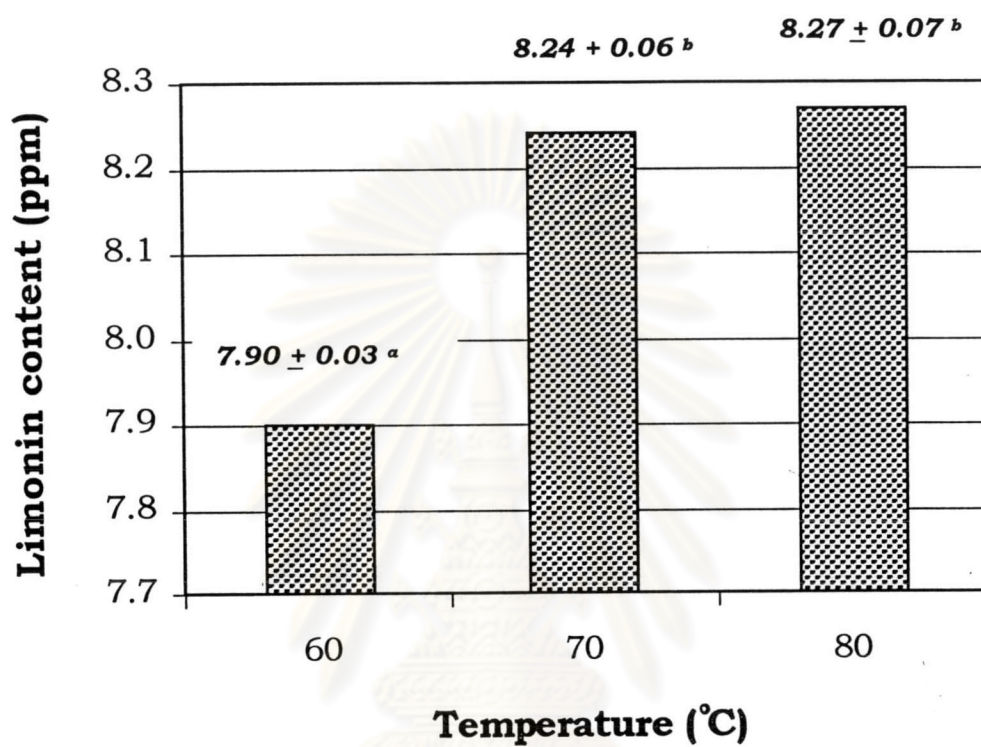 8.24 + 0.06 ᵇ
8.27 ± 0.07 ᵇ
8.3
8.2
8.1
8.0
7.90 ± 0.03 ᵃ
7.9
7.8
7.7
Limonin content (ppm)
60 70 80
Temperature (°C)